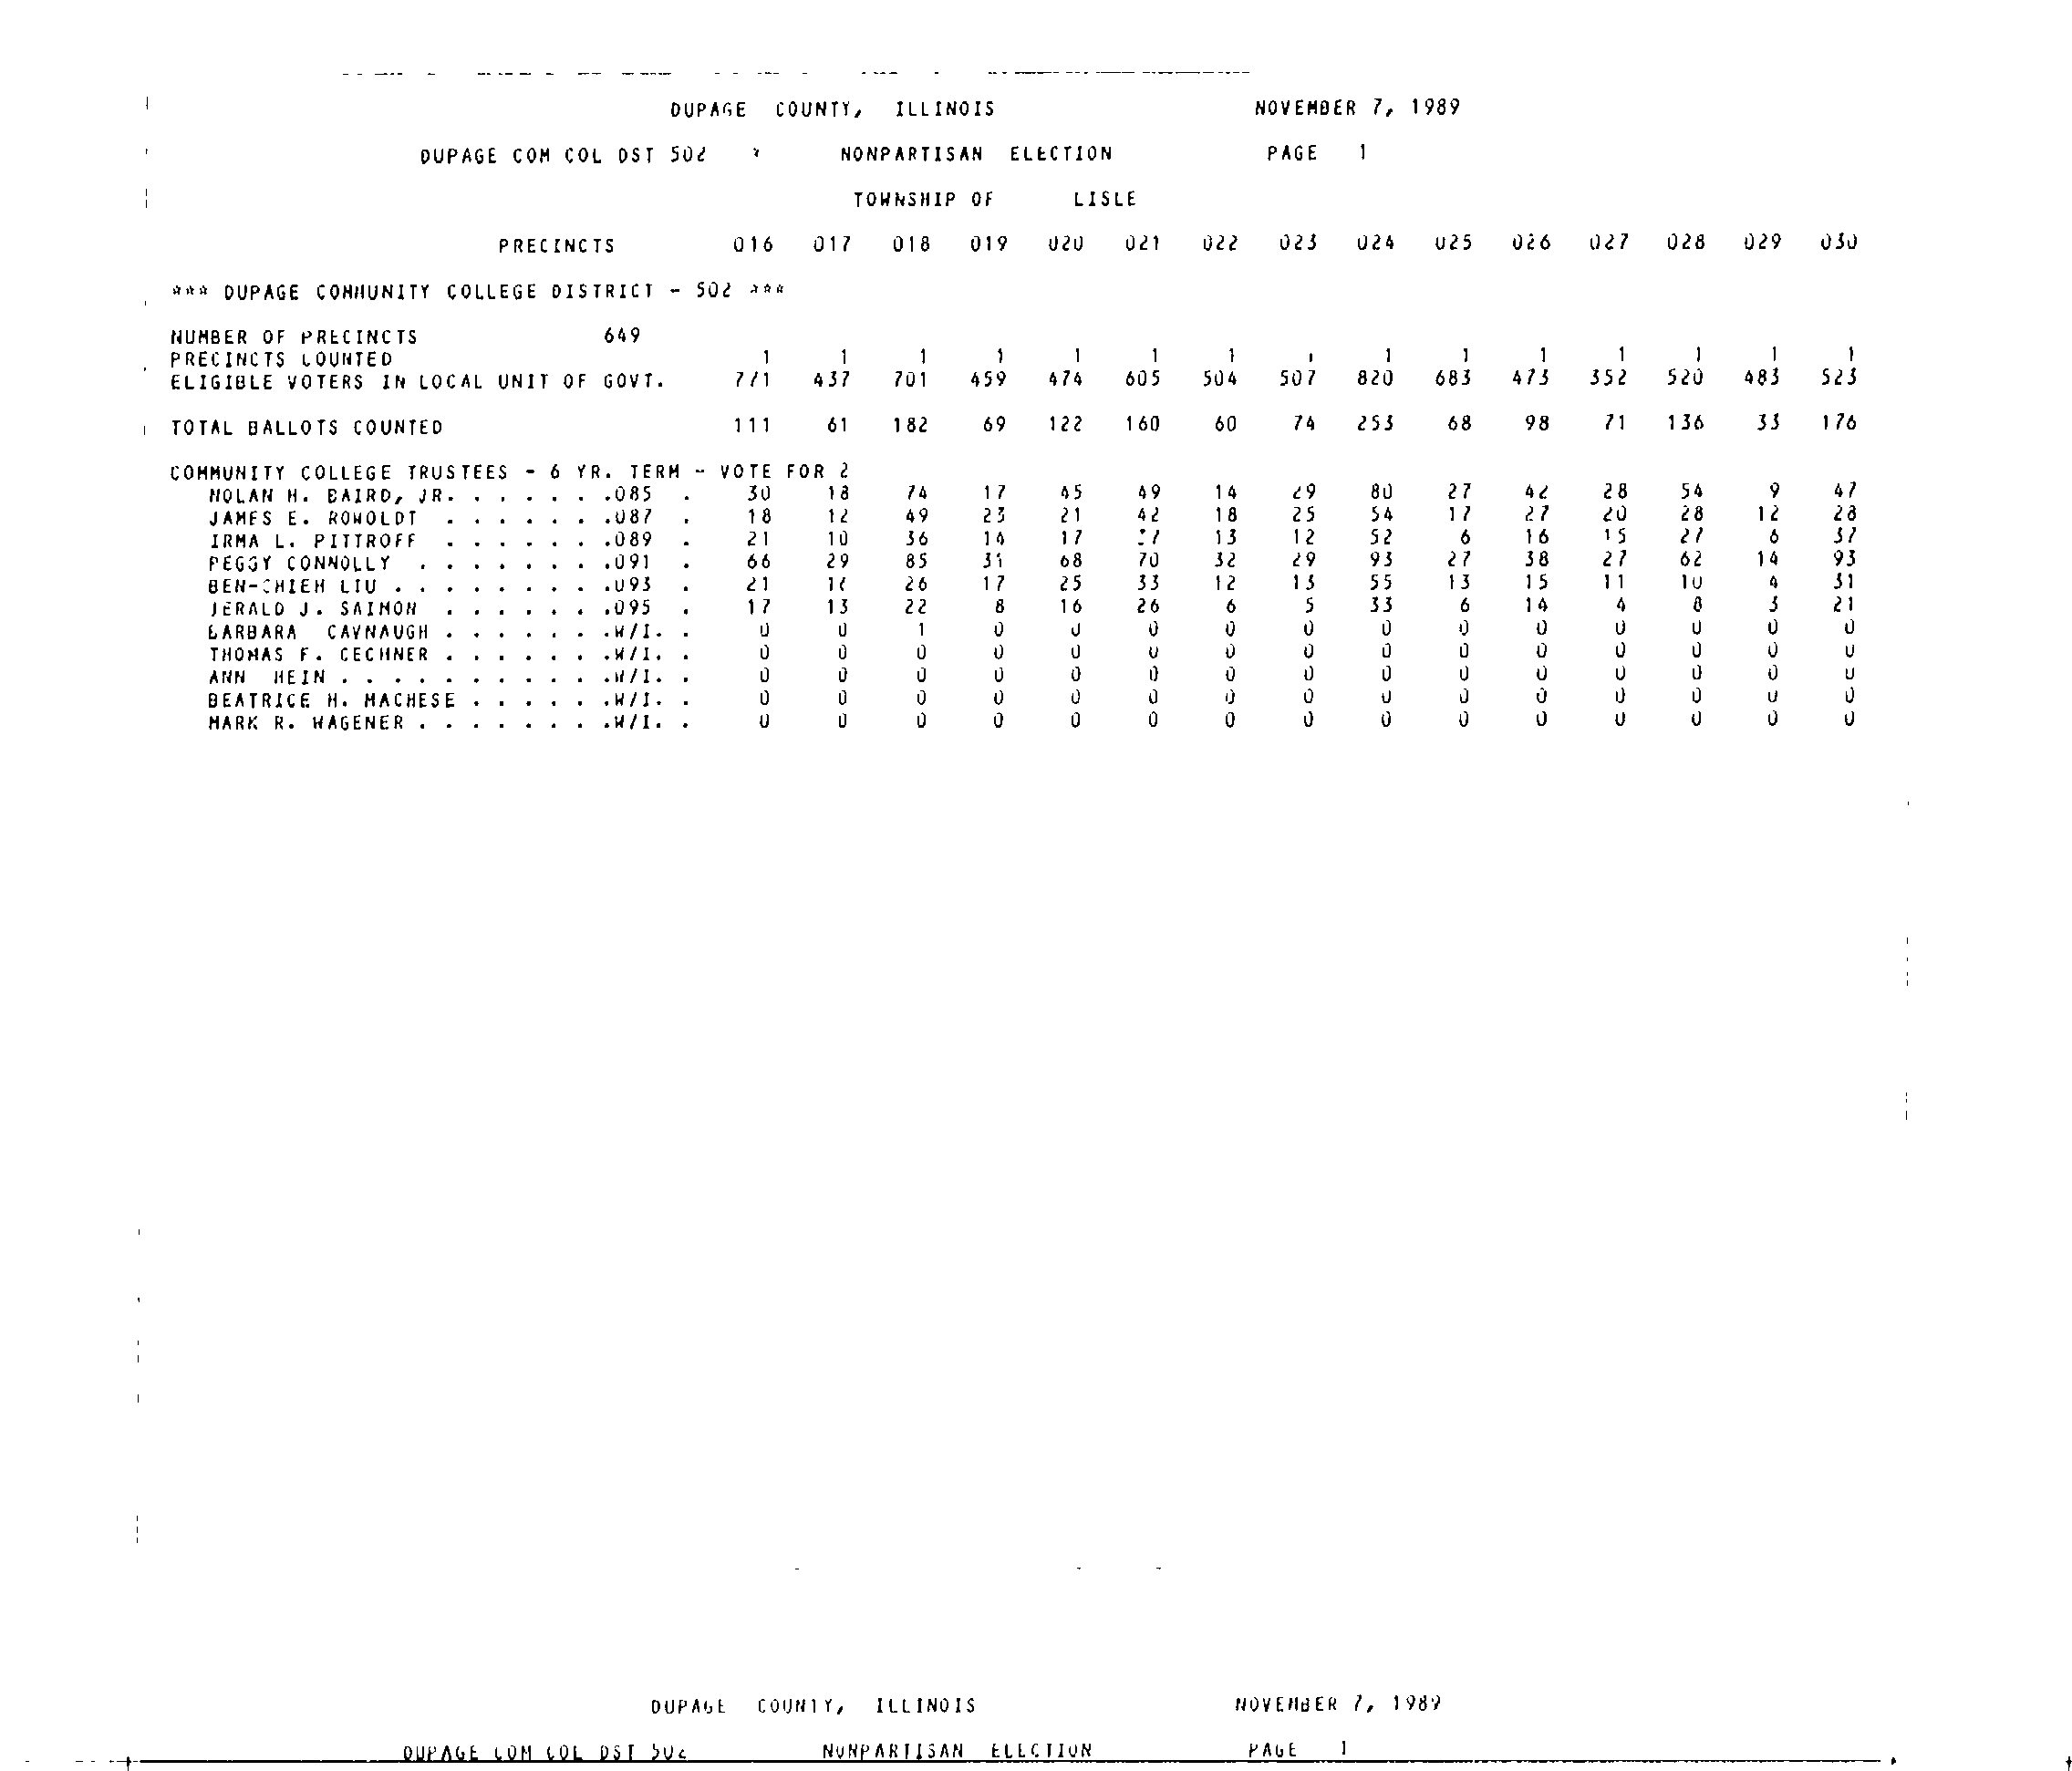 DUPAGE COUNTY, ILLINOIS NOVEMBER 7, 1989
DUPAGE COM COL DST 502 NONPARTISAN ELECTION PAGE 1
TOWNSHIP OF LISLE
PRECINCTS 016 017 018 019 020 021 022 023 024 025 026 027 028 029 030
*** DUPAGE COMMUNITY COLLEGE DISTRICT - 502 ***
NUMBER OF PRECINCTS 649
PRECINCTS COUNTED 1 1 1 1 1 1 1 1 1 1 1 1 1 1 1
ELIGIBLE VOTERS IN LOCAL UNIT OF GOVT. 771 437 701 459 474 605 504 507 820 683 473 352 520 483 523
TOTAL BALLOTS COUNTED 111 61 182 69 122 160 60 74 253 68 98 71 136 33 176
COMMUNITY COLLEGE TRUSTEES - 6 YR. TERM - VOTE FOR 2
NOLAN H. BAIRD, JR. . . . . . .085 . 30 18 74 17 45 49 14 29 80 27 42 28 54 9 47
JAMES E. ROWOLDT . . . . . . .087 . 18 12 49 23 21 42 18 25 54 17 27 20 28 12 28
IRMA L. PITTROFF . . . . . . .089 . 21 10 36 14 17 13 12 52 6 16 15 27 6 37
PEGGY CONNOLLY . . . . . . . .091 . 66 29 85 31 68 70 32 29 93 27 38 27 62 14 93
BEN-CHIEH LIU . . . . . . . . .093 . 21 26 17 25 33 12 13 55 13 15 11 10 4 31
JERALD J. SAIMON . . . . . . .095 . 17 13 22 8 16 26 6 5 33 6 14 4 8 3 21
BARBARA CAVNAUGH . . . . . . .W/I. . 0 0 1 0 0 0 0 0 0 0 0 0 0 0 0
THOMAS F. CECHNER . . . . . . .W/I. . 0 0 0 0 0 0 0 0 0 0 0 0 0 0 0
ANN HEIN . . . . . . . . . . .W/I. . 0 0 0 0 0 0 0 0 0 0 0 0 0 0 0
BEATRICE H. MACHESE . . . . . .W/I. . 0 0 0 0 0 0 0 0 0 0 0 0 0 0 0
MARK R. WAGENER . . . . . . . .W/I. . 0 0 0 0 0 0 0 0 0 0 0 0 0 0 0
DUPAGE COUNTY, ILLINOIS NOVEMBER 7, 1989
DUPAGE COM COL DST 502 NONPARTISAN ELECTION PAGE 1